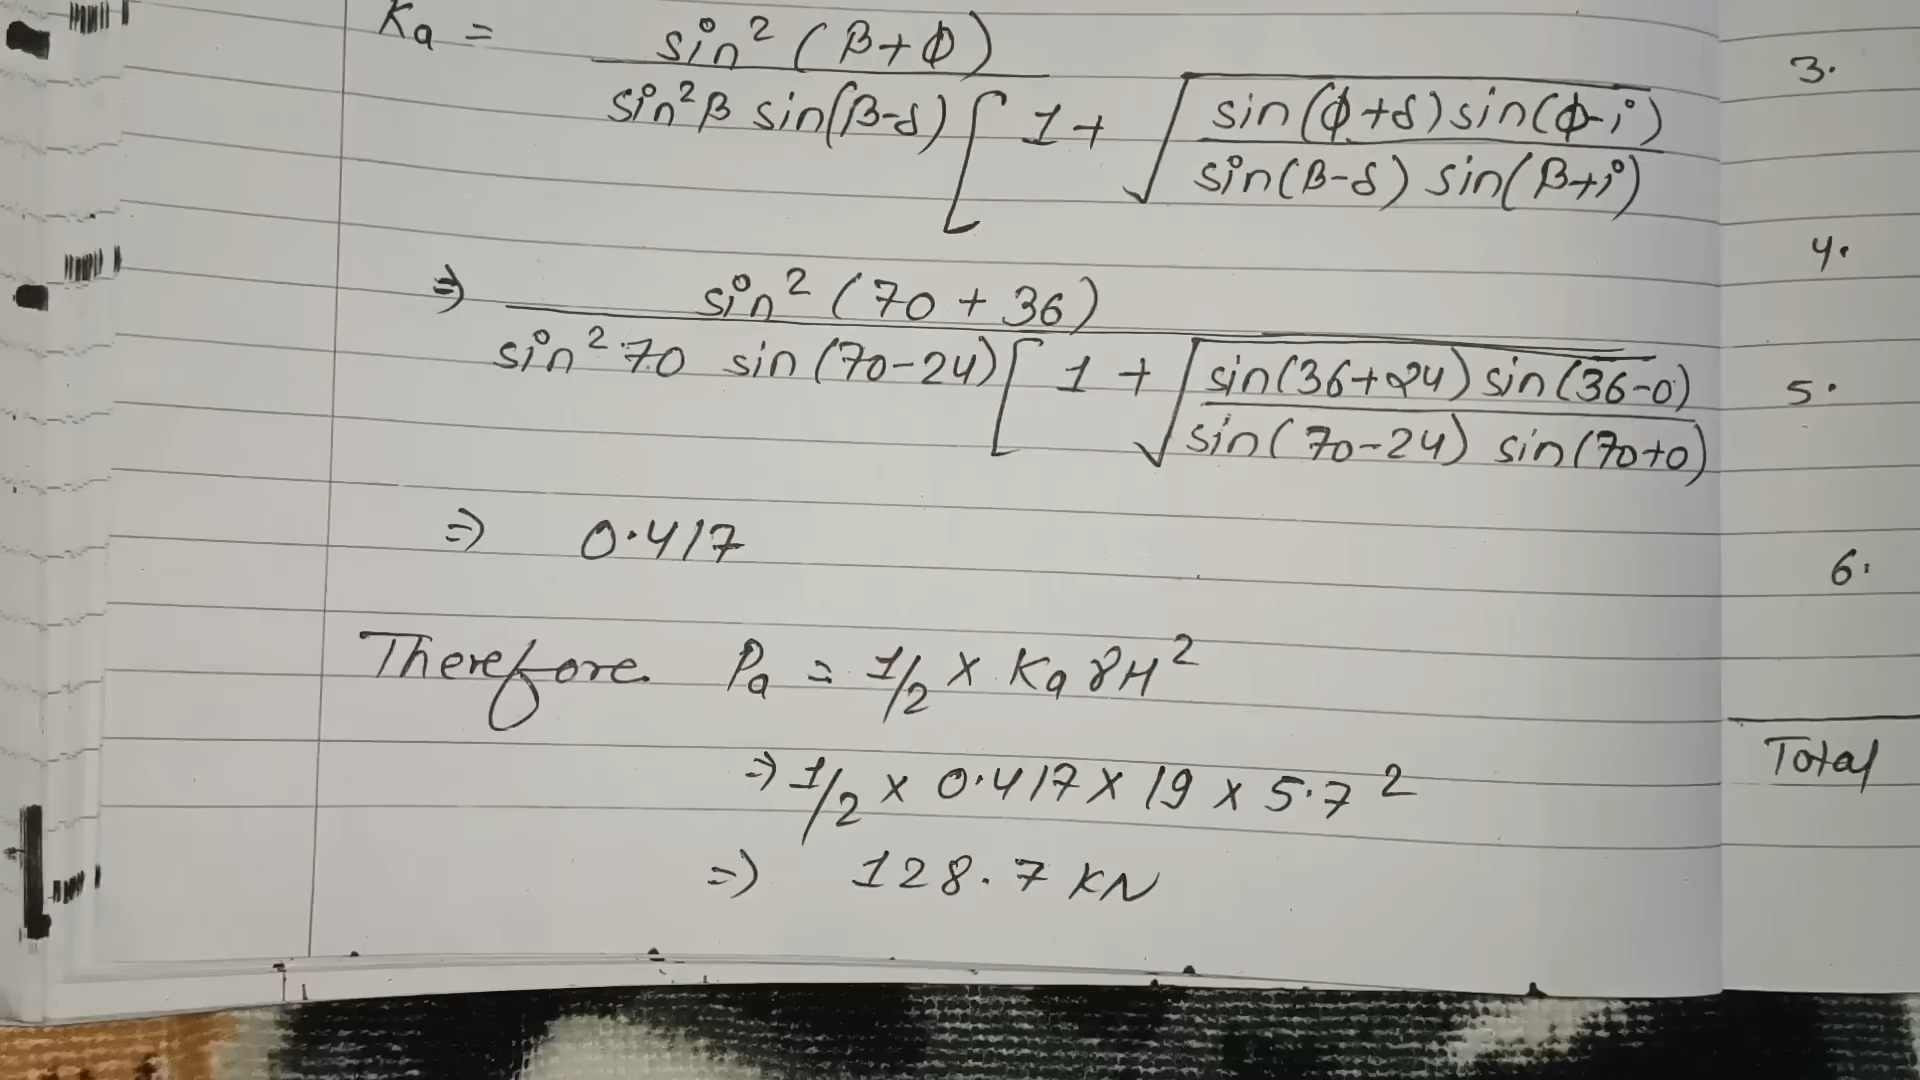 Ka = sin² (β+φ)
sin²β sin(β-δ) [ 1 + √ sin(φ+δ) sin(φ-i)
sin(β-δ) sin(β+i)
3.
4.
⇒ sin² (70 + 36)
sin² 70 sin (70-24) [ 1 + √ sin(36+24) sin(36-0)
sin(70-24) sin(70+0)
5.
⇒ 0.417
6.
Therefore Pa = 1/2 × Ka γH²
⇒ 1/2 × 0.417 × 19 × 5.7²
Total
⇒ 128.7 KN